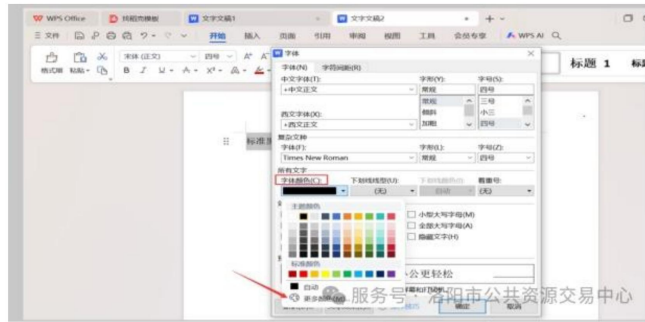 WPS Office 找稻壳模板 文字文稿1 文字文稿2
三 文件 开始 插入 页面 引用 审阅 视图 工具 会员专享 WPS AI
格式刷 粘贴 宋体 (正文) 四号 标题 1
B I U A X² A
字体
字体(N) 字符间距(R)
中文字体(T): 字形(Y): 字号(S):
+中文正文 常规 四号
常规 三号
西文字体(X): 倾斜 小三
+西文正文 加粗 四号
复杂文种
字体(F): 字形(L): 字号(Z):
Times New Roman 常规 四号
所有文字
字体颜色(C): 下划线线型(U): 下划线颜色(I): 着重号:
(无) 自动 (无)
主题颜色
小型大写字母(M)
全部大写字母(A)
隐藏文字(H)
标准颜色
办公更轻松
自动
更多颜色(M)...
服务号 · 洛阳市公共资源交易中心
确定 取消